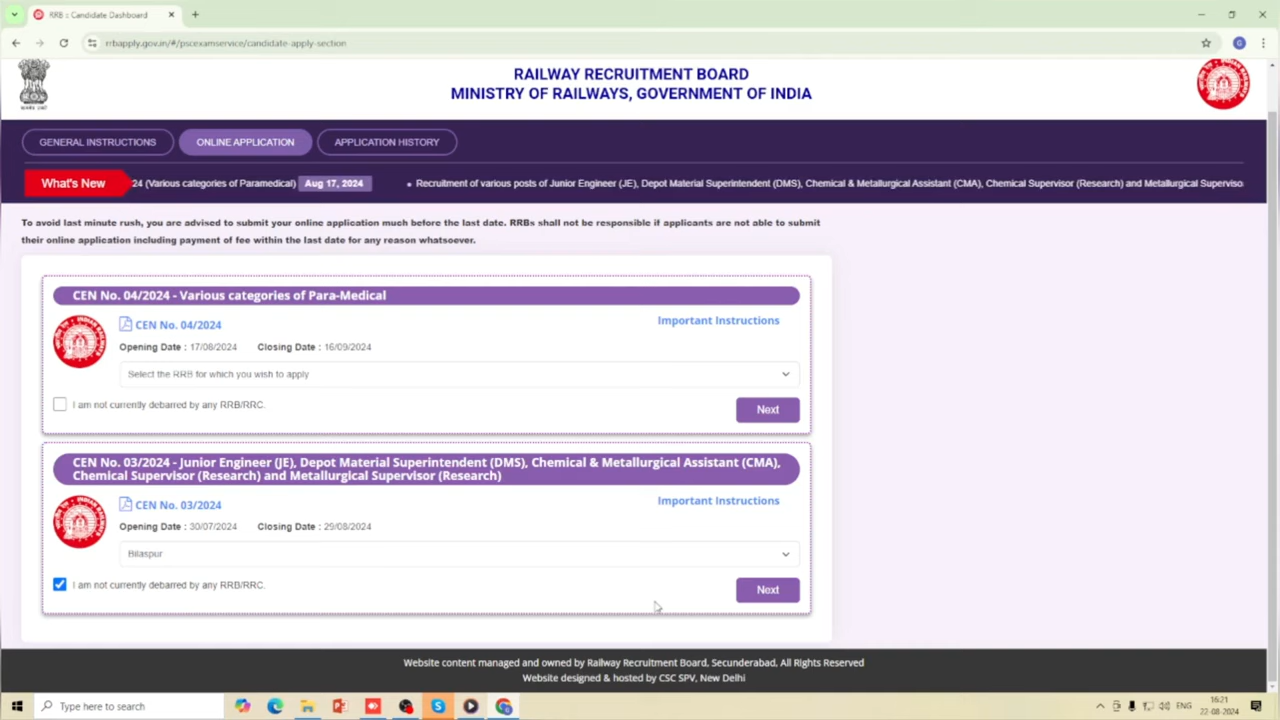 RRB :: Candidate Dashboard
rrbapply.gov.in/#/pscexamservice/candidate-apply-section
G
RAILWAY RECRUITMENT BOARD
MINISTRY OF RAILWAYS, GOVERNMENT OF INDIA
GENERAL INSTRUCTIONS
ONLINE APPLICATION
APPLICATION HISTORY
What's New
24 (Various categories of Paramedical) Aug 17, 2024
Recruitment of various posts of Junior Engineer (JE), Depot Material Superintendent (DMS), Chemical & Metallurgical Assistant (CMA), Chemical Supervisor (Research) and Metallurgical Superviso
To avoid last minute rush, you are advised to submit your online application much before the last date. RRBs shall not be responsible if applicants are not able to submit
their online application including payment of fee within the last date for any reason whatsoever.
CEN No. 04/2024 - Various categories of Para-Medical
CEN No. 04/2024
Important Instructions
Opening Date : 17/08/2024 Closing Date : 16/09/2024
Select the RRB for which you wish to apply
I am not currently debarred by any RRB/RRC.
Next
CEN No. 03/2024 - Junior Engineer (JE), Depot Material Superintendent (DMS), Chemical & Metallurgical Assistant (CMA),
Chemical Supervisor (Research) and Metallurgical Supervisor (Research)
CEN No. 03/2024
Important Instructions
Opening Date : 30/07/2024 Closing Date : 29/08/2024
Bilaspur
I am not currently debarred by any RRB/RRC.
Next
Website content managed and owned by Railway Recruitment Board, Secunderabad, All Rights Reserved
Website designed & hosted by CSC SPV, New Delhi
Type here to search
ENG
16:21
22-08-2024